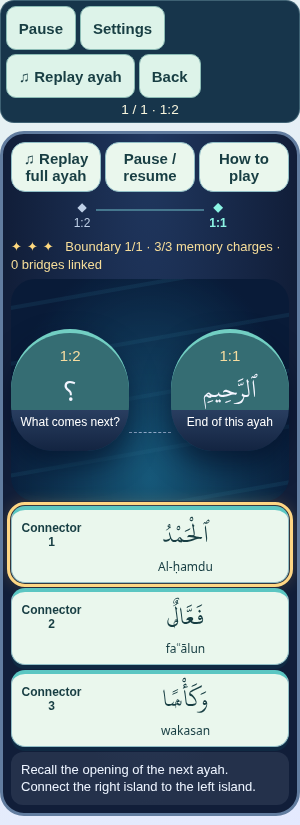 Pause
Settings
♫ Replay ayah
Back
1 / 1 · 1:2
♫ Replay
full ayah
Pause /
resume
How to
play
1:2
1:1
✦ ✦ ✦ Boundary 1/1 · 3/3 memory charges ·
0 bridges linked
1:2
؟
What comes next?
1:1
ٱلرَّحِيمِ
End of this ayah
Connector
1
ٱلْحَمْدُ
Al-ḥamdu
Connector
2
فَعَّالٌ
faʿʿālun
Connector
3
وَكَأْسًا
wakasan
Recall the opening of the next ayah.
Connect the right island to the left island.